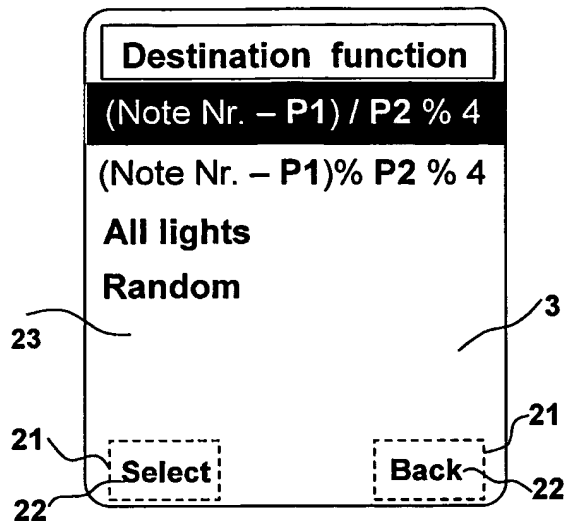 Destination function
(Note Nr. – P1) / P2 % 4
(Note Nr. – P1)% P2 % 4
All lights
Random
23
3
21
Select
22
Back
21
22